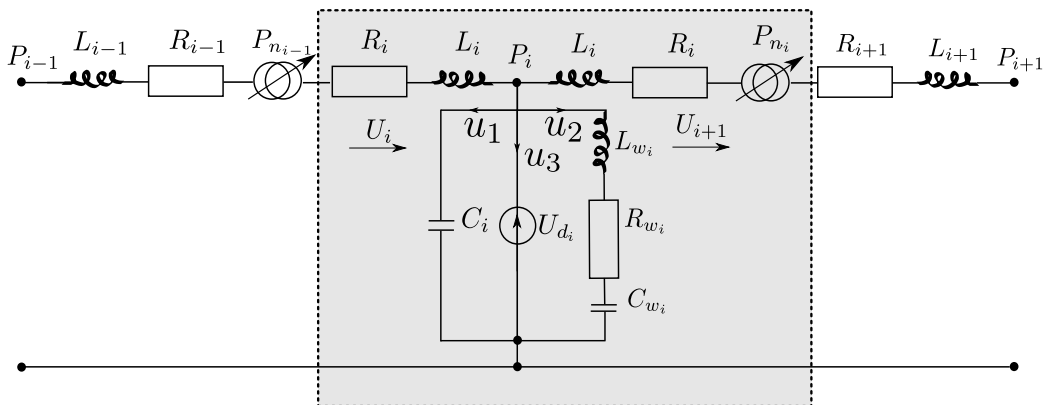 P_{i-1} L_{i-1} R_{i-1} P_{n_{i-1}} R_i L_i P_i L_i R_i P_{n_i} R_{i+1} L_{i+1} P_{i+1}
U_i u_1 u_2 u_3 L_{w_i} U_{i+1}
C_i U_{d_i} R_{w_i}
C_{w_i}